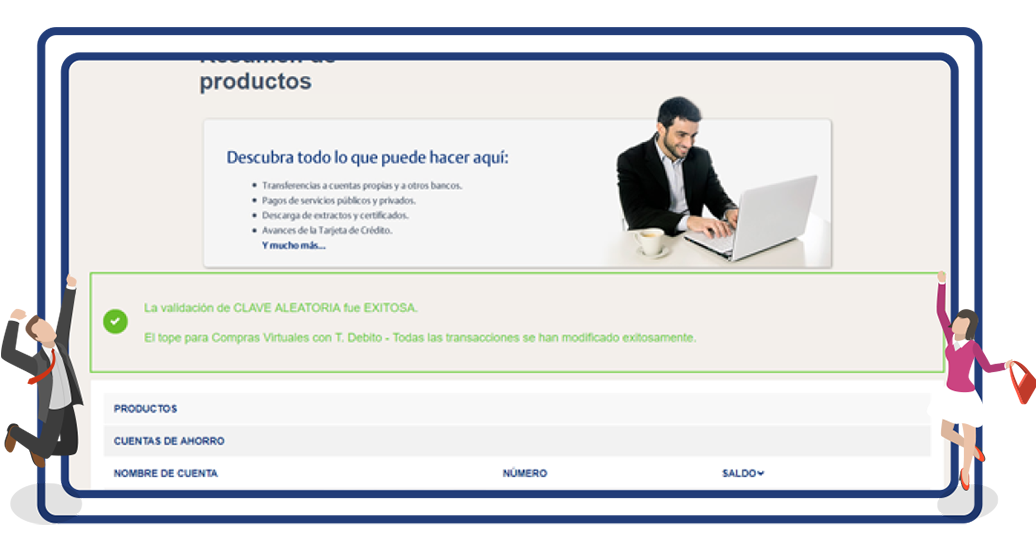 Resumen de
productos
Descubra todo lo que puede hacer aquí:
Transferencias a cuentas propias y a otros bancos.
Pagos de servicios públicos y privados.
Descarga de extractos y certificados.
Avances de la Tarjeta de Crédito.
Y mucho más...
La validación de CLAVE ALEATORIA fue EXITOSA.
El tope para Compras Virtuales con T. Debito - Todas las transacciones se han modificado exitosamente.
PRODUCTOS
CUENTAS DE AHORRO
NOMBRE DE CUENTA NÚMERO SALDO